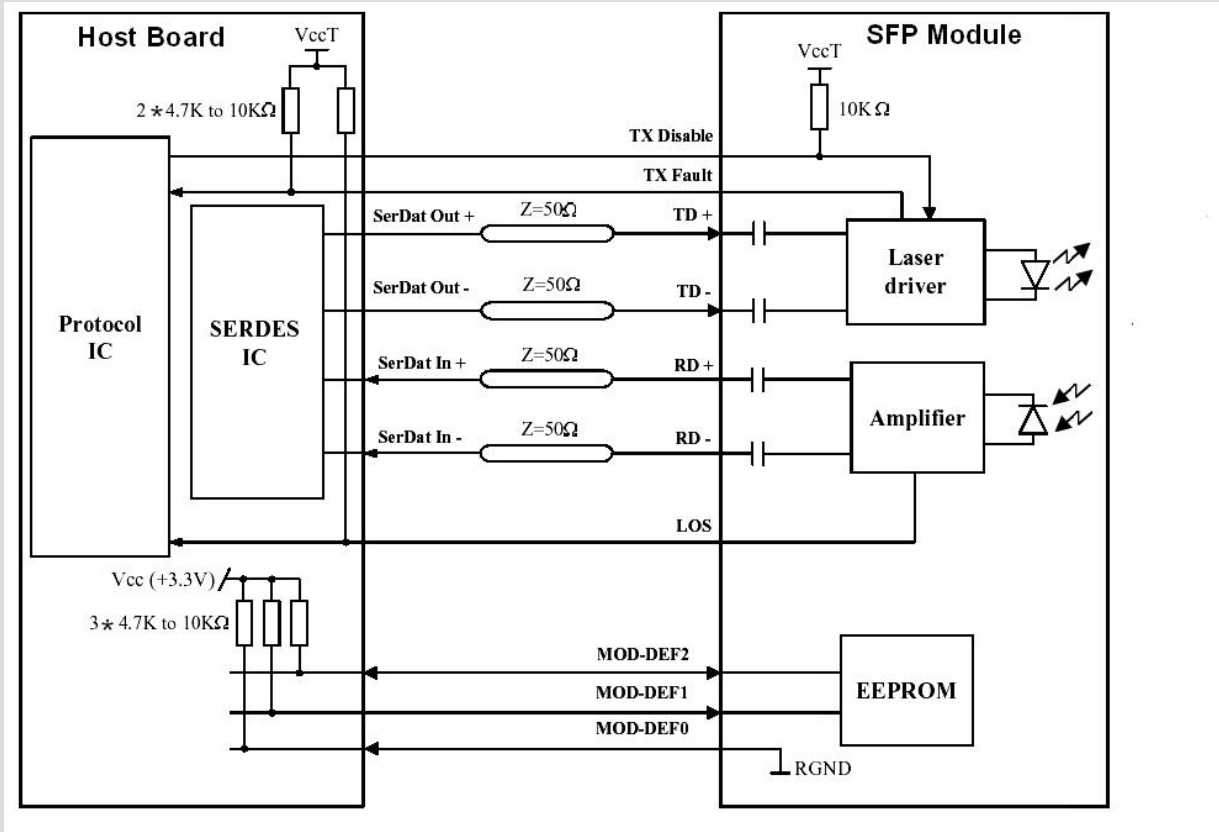 Host Board
SFP Module
VccT
VccT
2*4.7K to 10KΩ
10KΩ
TX Disable
TX Fault
SerDat Out +
Z=50Ω
TD +
SerDat Out -
Z=50Ω
TD -
Laser
driver
Protocol
IC
SERDES
IC
SerDat In +
Z=50Ω
RD +
SerDat In -
Z=50Ω
RD -
Amplifier
LOS
Vcc (+3.3V)
3* 4.7K to 10KΩ
MOD-DEF2
MOD-DEF1
MOD-DEF0
EEPROM
RGND